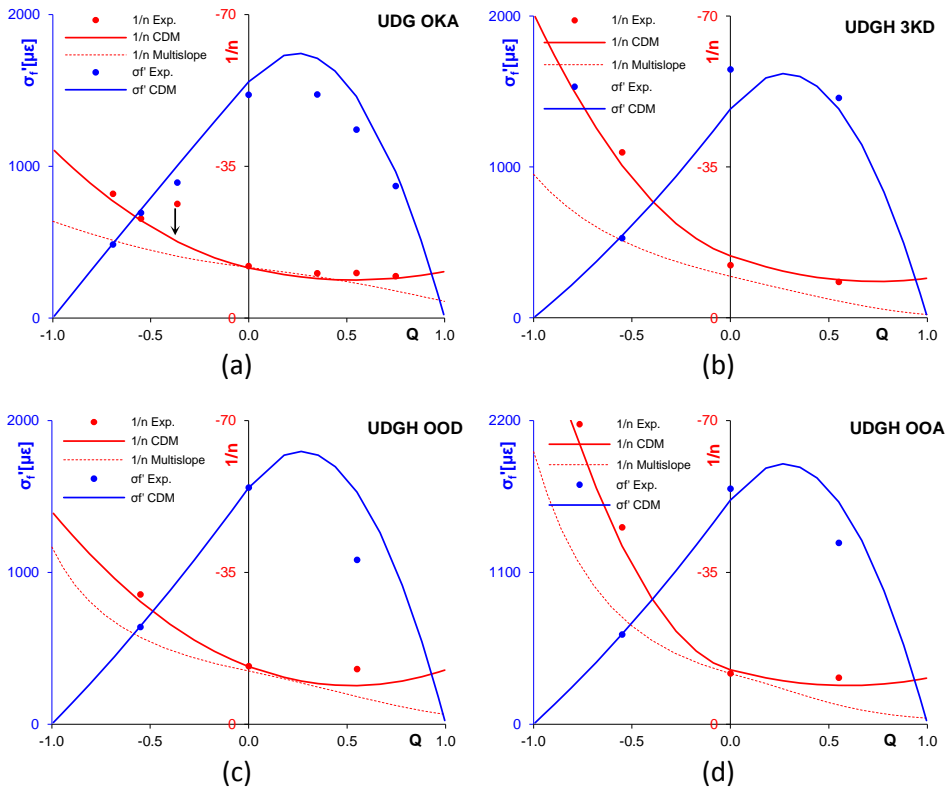 UDG OKA
2000
-70
1/n Exp.
1/n CDM
1/n Multislope
σf' Exp.
σf' CDM
σf'[µε]
1/n
1000
-35
0
0
-1.0
-0.5
0.0
0.5
Q
1.0
(a)
UDGH 3KD
2000
-70
1/n Exp.
1/n CDM
1/n Multislope
σf' Exp.
σf' CDM
σf'[µε]
1/n
1000
-35
0
0
-1.0
-0.5
0.0
0.5
Q
1.0
(b)
UDGH OOD
2000
-70
1/n Exp.
1/n CDM
1/n Multislope
σf' Exp.
σf' CDM
σf'[µε]
1/n
1000
-35
0
0
-1.0
-0.5
0.0
0.5
Q
1.0
(c)
UDGH OOA
2200
-70
1/n Exp.
1/n CDM
1/n Multislope
σf' Exp.
σf' CDM
σf'[µε]
1/n
1100
-35
0
0
-1.0
-0.5
0.0
0.5
Q
1.0
(d)